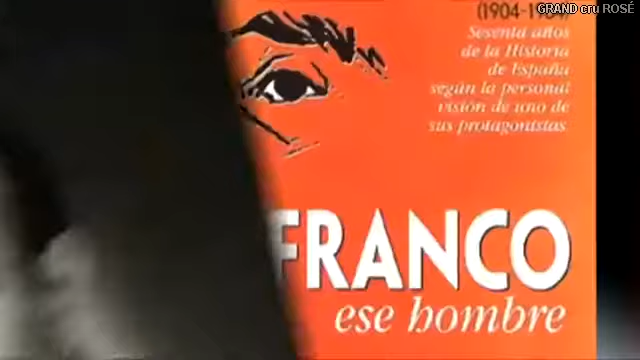 GRAND cru ROSÉ
(1904-1964)
Sesenta años
de la Historia
de España
según la personal
visión de uno de
sus protagonistas.
FRANCO
ese hombre